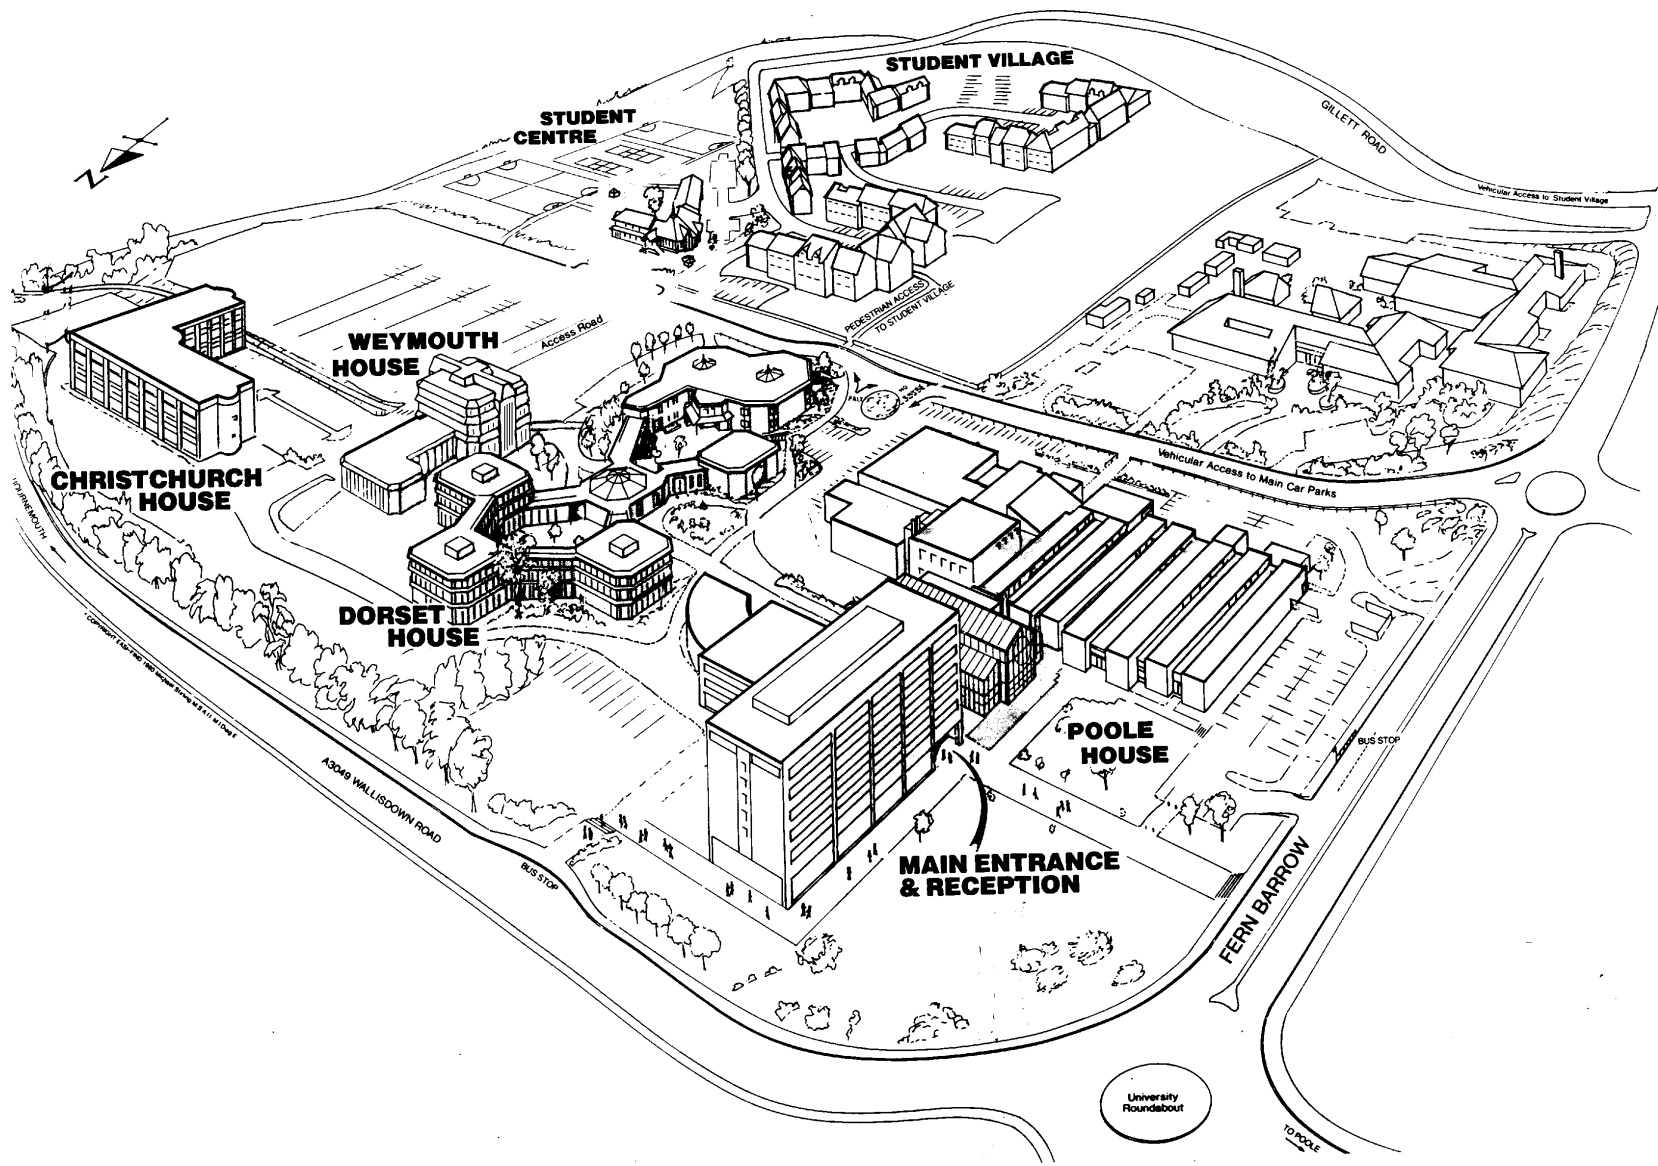 STUDENT VILLAGE
GILLETT ROAD
STUDENT
CENTRE
N
Vehicular Access to Student Village
PEDESTRIAN ACCESS
TO STUDENT VILLAGE
Access Road
WEYMOUTH
HOUSE
CHRISTCHURCH
HOUSE
Vehicular Access to Main Car Parks
BOURNEMOUTH
DORSET
HOUSE
POOLE
HOUSE
BUS STOP
A3049 WALLISDOWN ROAD
BUS STOP
MAIN ENTRANCE
& RECEPTION
FERN BARROW
University
Roundabout
TO POOLE